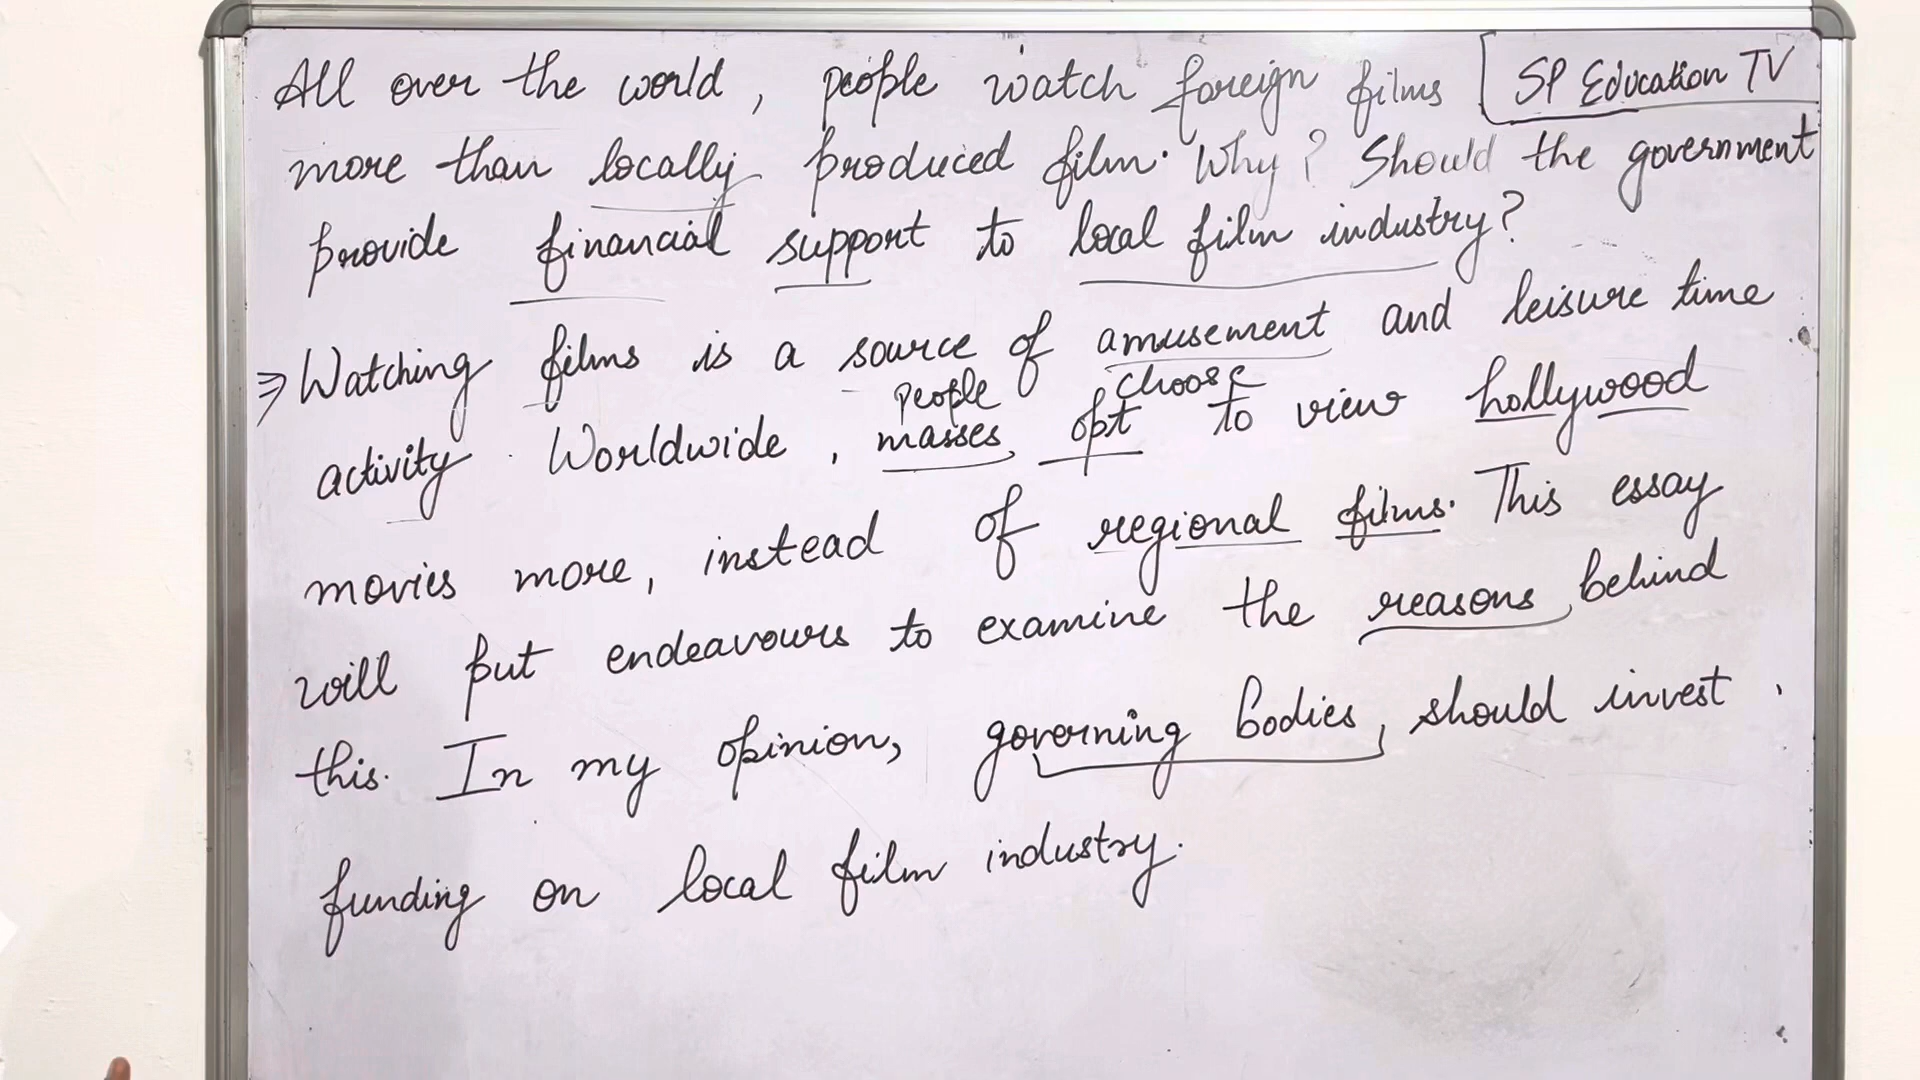 All over the world, people watch foreign films [SP Education TV
more than locally produced film. Why? Should the government
provide financial support to local film industry?
⇒ Watching films is a source of amusement and leisure time
people choose
activity. Worldwide, masses, opt to view hollywood
movies more, instead of regional films. This essay
will put endeavours to examine the reasons behind
this. In my opinion, governing bodies, should invest
funding on local film industry.